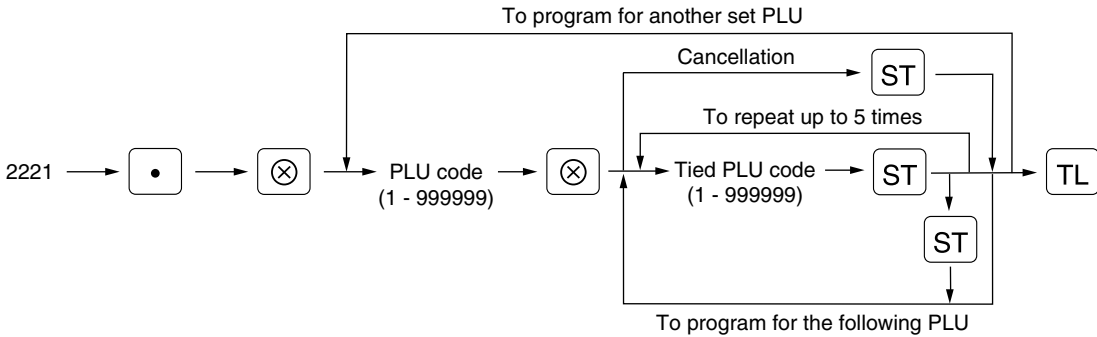 To program for another set PLU
Cancellation
ST
To repeat up to 5 times
2221
•
⊗
PLU code
(1 - 999999)
⊗
Tied PLU code
(1 - 999999)
ST
TL
ST
To program for the following PLU